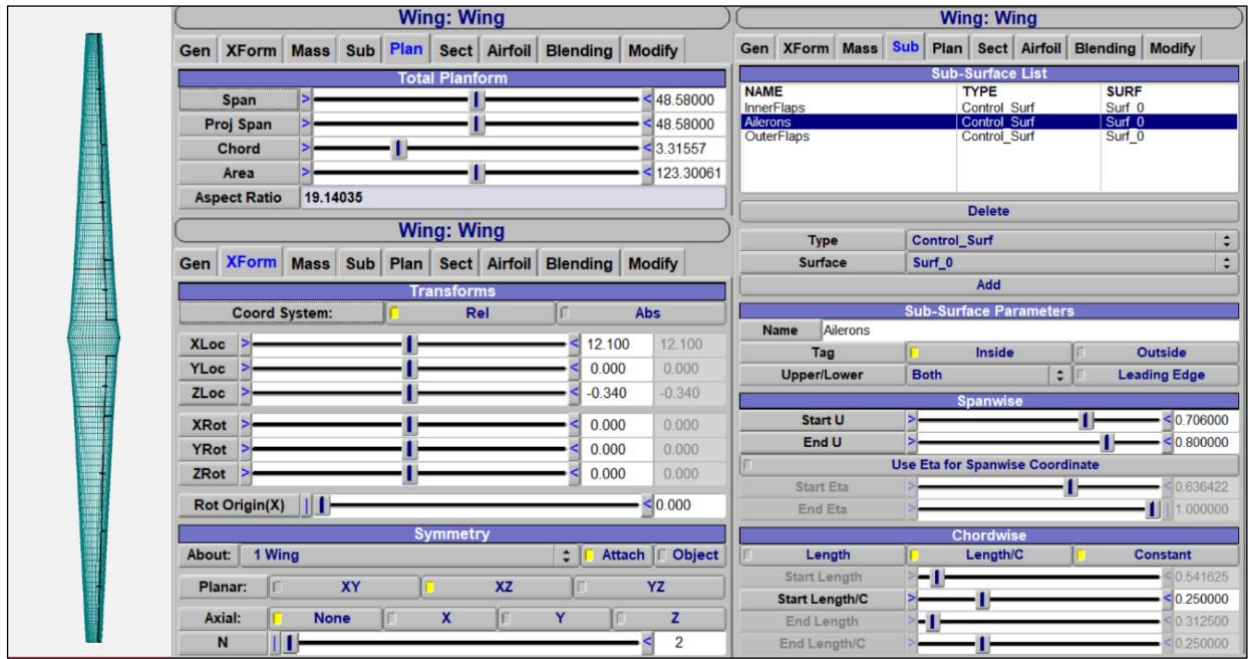 Wing: Wing
Gen XForm Mass Sub Plan Sect Airfoil Blending Modify
Total Planform
Span > < 48.58000
Proj Span > < 48.58000
Chord > < 3.31557
Area > < 123.30061
Aspect Ratio 19.14035
Wing: Wing
Gen XForm Mass Sub Plan Sect Airfoil Blending Modify
Transforms
Coord System: Rel Abs
XLoc > < 12.100 12.100
YLoc > < 0.000 0.000
ZLoc > < -0.340 -0.340
XRot > < 0.000 0.000
YRot > < 0.000 0.000
ZRot > < 0.000 0.000
Rot Origin(X) | < 0.000
Symmetry
About: 1 Wing Attach Object
Planar: XY XZ YZ
Axial: None X Y Z
N | < 2
Wing: Wing
Gen XForm Mass Sub Plan Sect Airfoil Blending Modify
Sub-Surface List
NAME TYPE SURF
InnerFlaps Control_Surf Surf_0
Ailerons Control_Surf Surf_0
OuterFlaps Control_Surf Surf_0
Delete
Type Control_Surf
Surface Surf_0
Add
Sub-Surface Parameters
Name Ailerons
Tag Inside Outside
Upper/Lower Both Leading Edge
Spanwise
Start U > < 0.706000
End U > < 0.800000
Use Eta for Spanwise Coordinate
Start Eta > < 0.636422
End Eta > | 1.000000
Chordwise
Length Length/C Constant
Start Length > < 0.541625
Start Length/C > < 0.250000
End Length > < 0.312500
End Length/C > < 0.250000